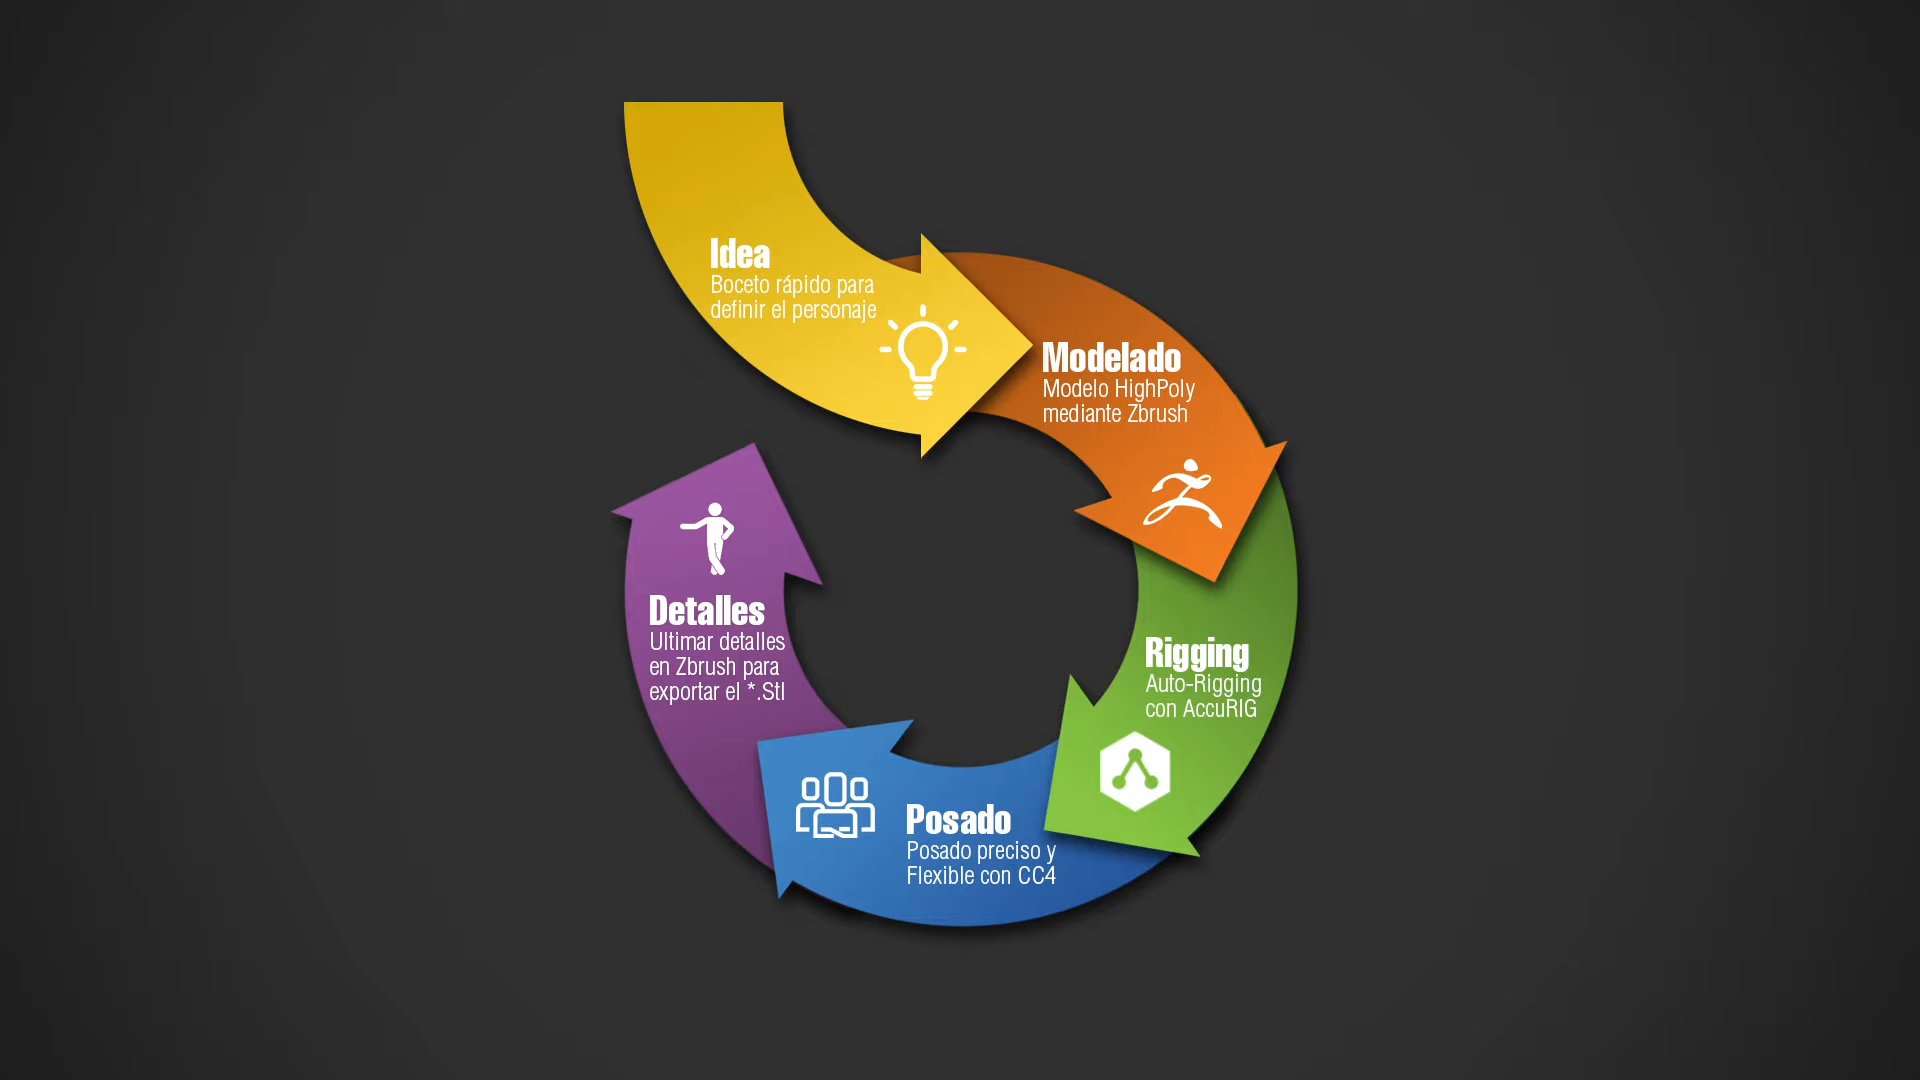 Idea
Boceto rápido para
definir el personaje
Modelado
Modelo HighPoly
mediante Zbrush
Rigging
Auto-Rigging
con AccuRIG
Posado
Posado preciso y
Flexible con CC4
Detalles
Ultimar detalles
en Zbrush para
exportar el *.Stl